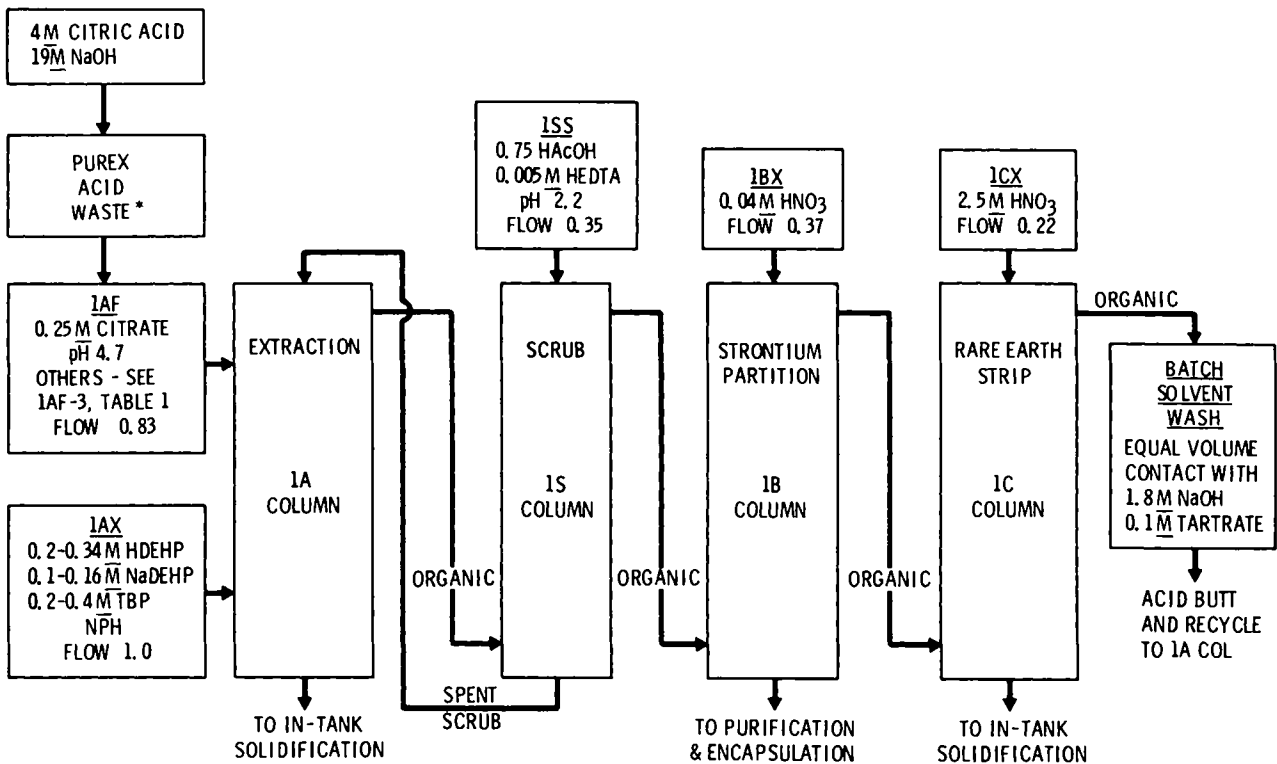 4M CITRIC ACID
19M NaOH
PUREX
ACID
WASTE*
1AF
0.25M CITRATE
pH 4.7
OTHERS - SEE
1AF-3, TABLE 1
FLOW 0.83
1AX
0.2-0.34M HDEHP
0.1-0.16M NaDEHP
0.2-0.4M TBP
NPH
FLOW 1.0
EXTRACTION
1A
COLUMN
TO IN-TANK
SOLIDIFICATION
ORGANIC
SPENT
SCRUB
1SS
0.75 HAcOH
0.005M HEDTA
pH 2.2
FLOW 0.35
SCRUB
1S
COLUMN
ORGANIC
1BX
0.04M HNO3
FLOW 0.37
STRONTIUM
PARTITION
1B
COLUMN
TO PURIFICATION
& ENCAPSULATION
ORGANIC
1CX
2.5M HNO3
FLOW 0.22
RARE EARTH
STRIP
1C
COLUMN
TO IN-TANK
SOLIDIFICATION
ORGANIC
BATCH
SOLVENT
WASH
EQUAL VOLUME
CONTACT WITH
1.8M NaOH
0.1M TARTRATE
ACID BUTT
AND RECYCLE
TO 1A COL